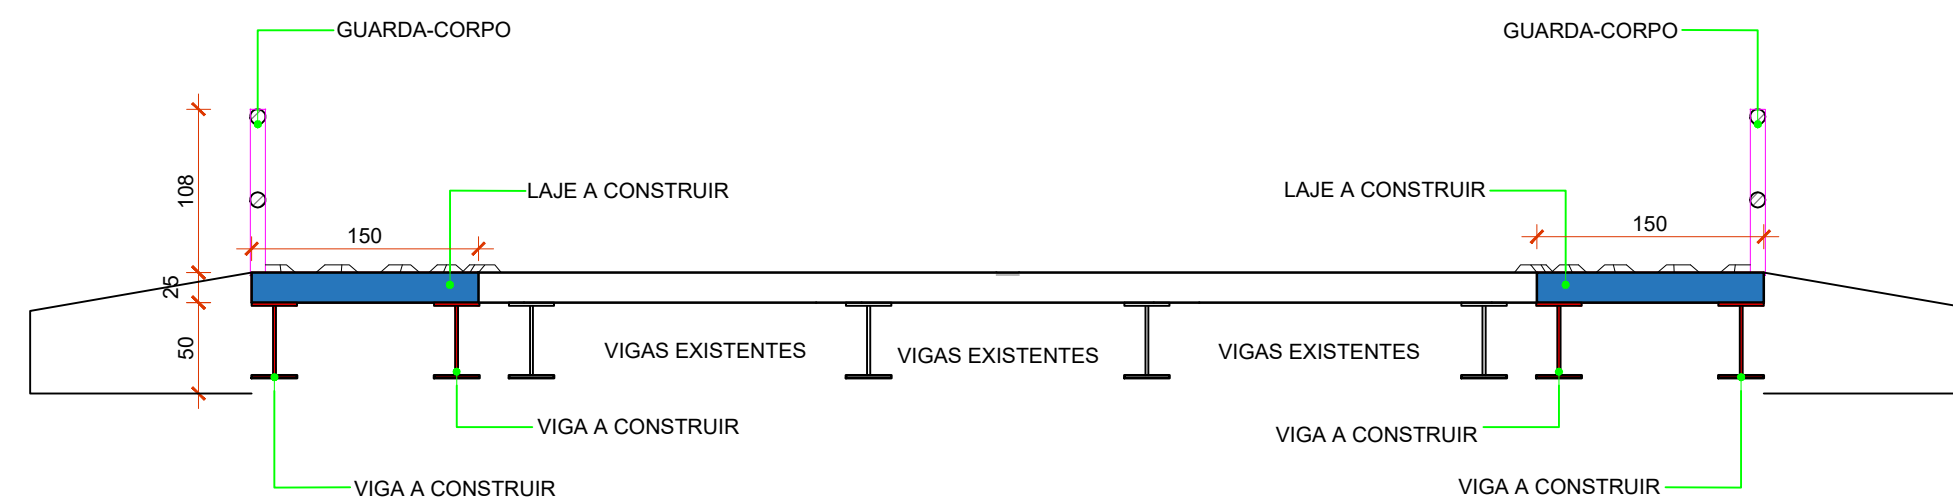 GUARDA-CORPO
GUARDA-CORPO
108
LAJE A CONSTRUIR
LAJE A CONSTRUIR
150
150
25
50
VIGAS EXISTENTES
VIGAS EXISTENTES
VIGAS EXISTENTES
VIGA A CONSTRUIR
VIGA A CONSTRUIR
VIGA A CONSTRUIR
VIGA A CONSTRUIR